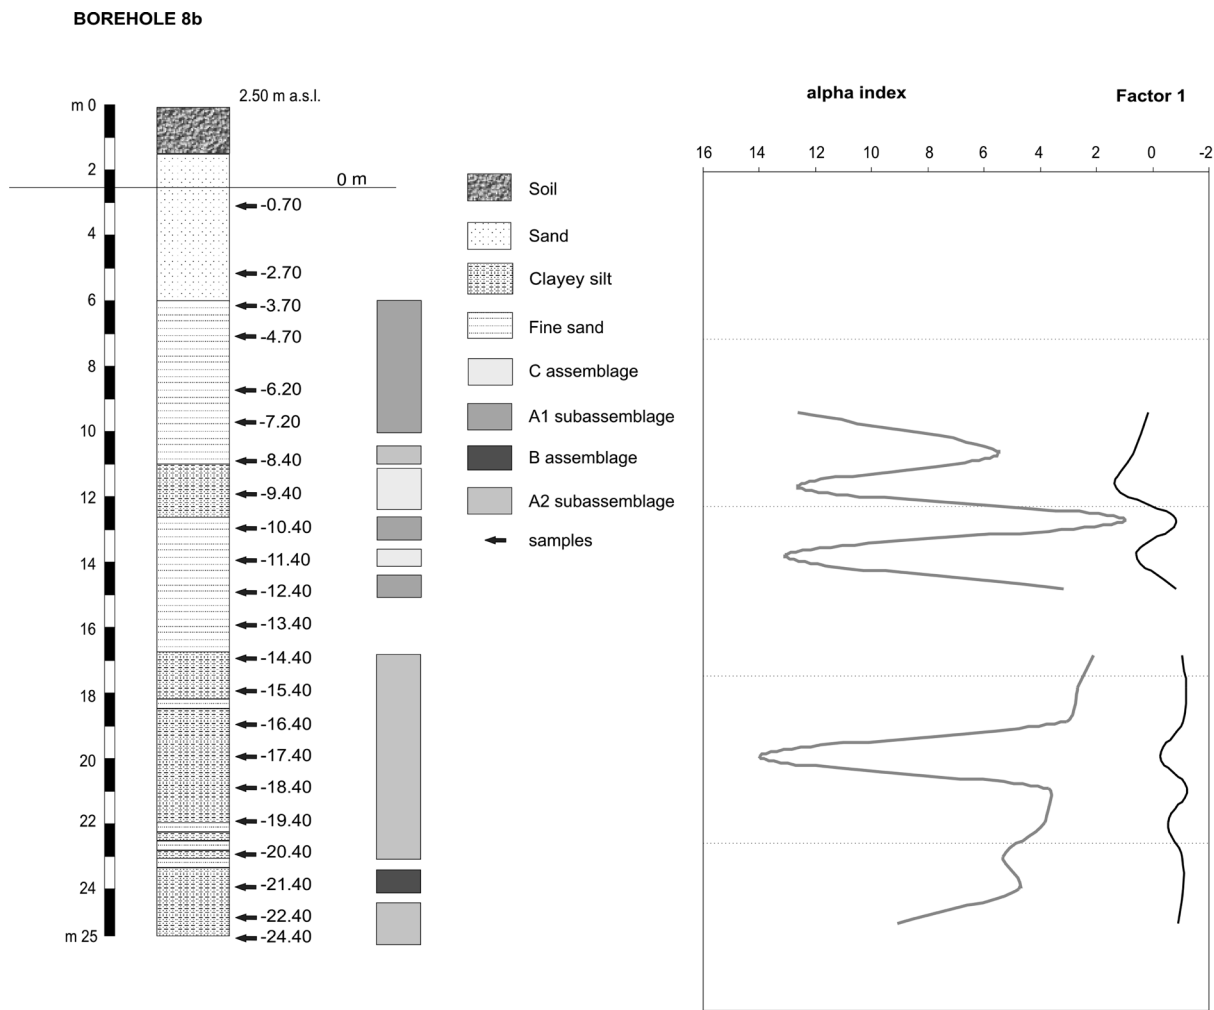 BOREHOLE 8b
2.50 m a.s.l.
alpha index
Factor 1
m 0
2
4
6
8
10
12
14
16
18
20
22
24
m 25
0 m
-0.70
-2.70
-3.70
-4.70
-6.20
-7.20
-8.40
-9.40
-10.40
-11.40
-12.40
-13.40
-14.40
-15.40
-16.40
-17.40
-18.40
-19.40
-20.40
-21.40
-22.40
-24.40
Soil
Sand
Clayey silt
Fine sand
C assemblage
A1 subassemblage
B assemblage
A2 subassemblage
samples
16 14 12 10 8 6 4 2 0 -2